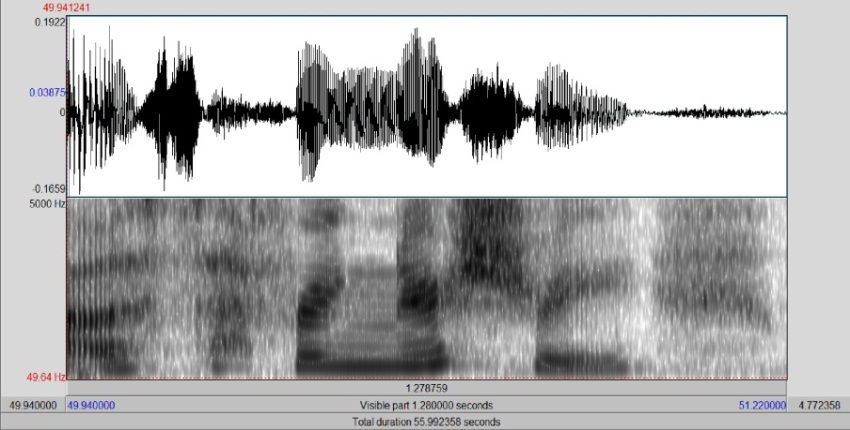 49.941241
0.1922
0.03875
0
-0.1659
5000 Hz
49.64 Hz
1.278759
49.940000 49.940000 Visible part 1.280000 seconds 51.220000 4.772358
Total duration 55.992358 seconds